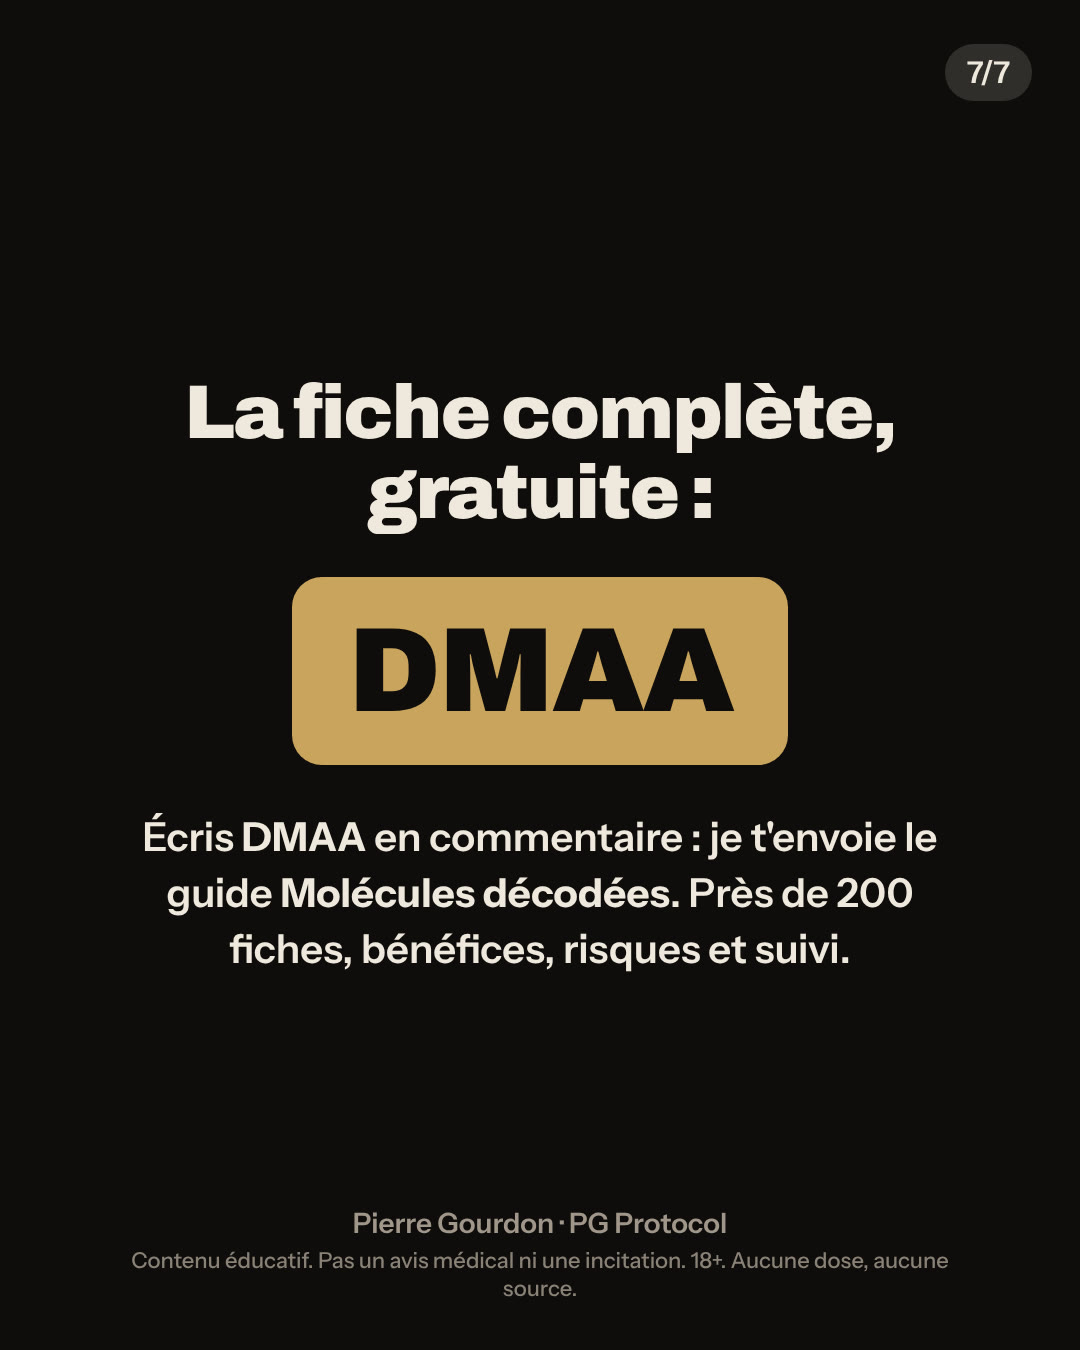 7/7
La fiche complète,
gratuite :
DMAA
Écris DMAA en commentaire : je t'envoie le
guide Molécules décodées. Près de 200
fiches, bénéfices, risques et suivi.
Pierre Gourdon · PG Protocol
Contenu éducatif. Pas un avis médical ni une incitation. 18+. Aucune dose, aucune
source.